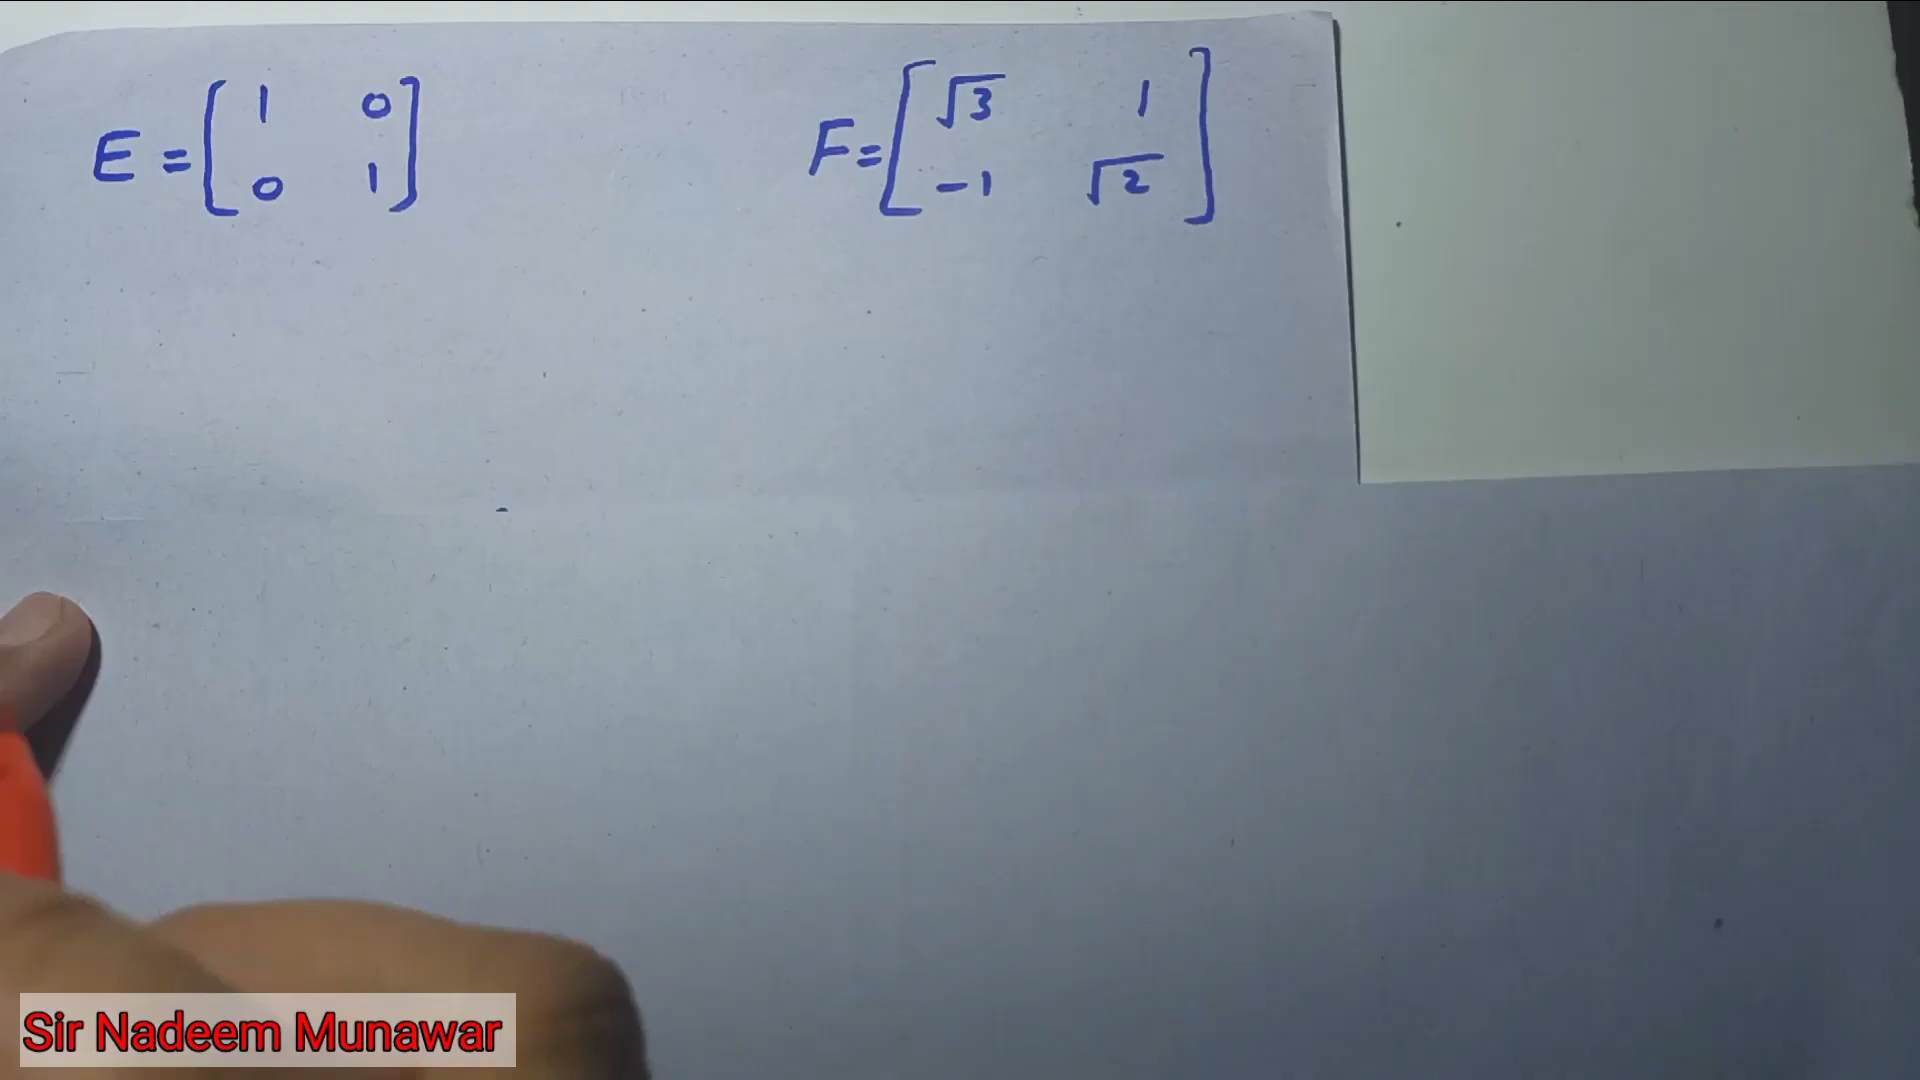 E = [ 1 0
0 1 ]
F = [ √3 1
-1 √2 ]
Sir Nadeem Munawar